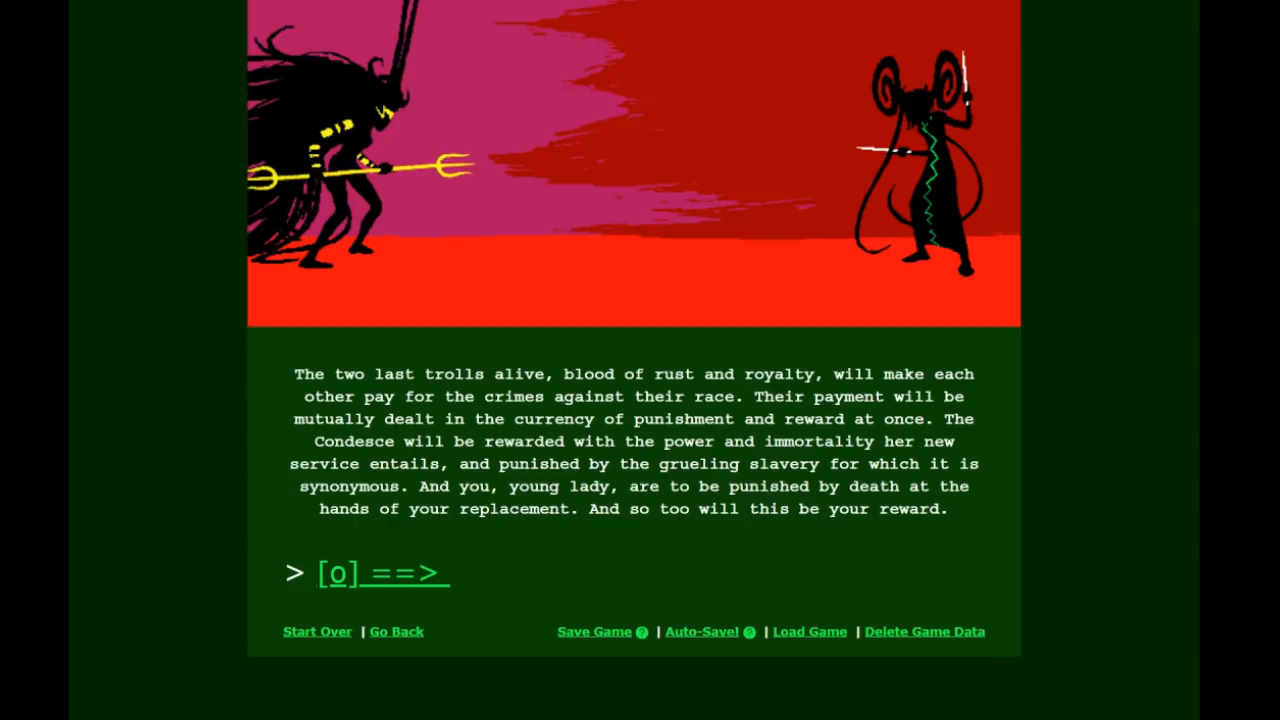 The two last trolls alive, blood of rust and royalty, will make each
other pay for the crimes against their race. Their payment will be
mutually dealt in the currency of punishment and reward at once. The
Condesce will be rewarded with the power and immortality her new
service entails, and punished by the grueling slavery for which it is
synonymous. And you, young lady, are to be punished by death at the
hands of your replacement. And so too will this be your reward.
> [o] ==>
Start Over | Go Back Save Game ? | Auto-Save! ? | Load Game | Delete Game Data